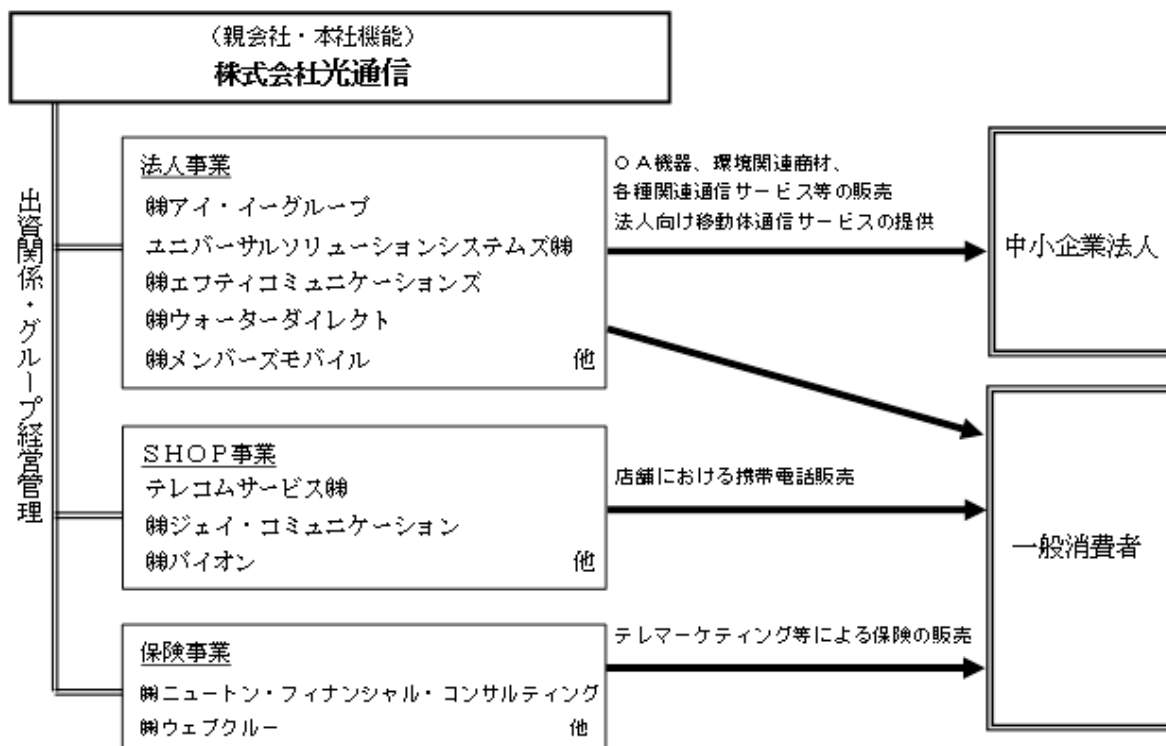 （親会社・本社機能）
株式会社光通信
出資関係・グループ経営管理
法人事業
㈱アイ・イーグループ
ユニバーサルソリューションシステムズ㈱
㈱エフティコミュニケーションズ
㈱ウォーターダイレクト
㈱メンバーズモバイル 他
ＯＡ機器、環境関連商材、
各種関連通信サービス等の販売
法人向け移動体通信サービスの提供
中小企業法人
ＳＨＯＰ事業
テレコムサービス㈱
㈱ジェイ・コミュニケーション
㈱パイオン 他
店舗における携帯電話販売
一般消費者
保険事業
㈱ニュートン・フィナンシャル・コンサルティング
㈱ウェブクルー 他
テレマーケティング等による保険の販売